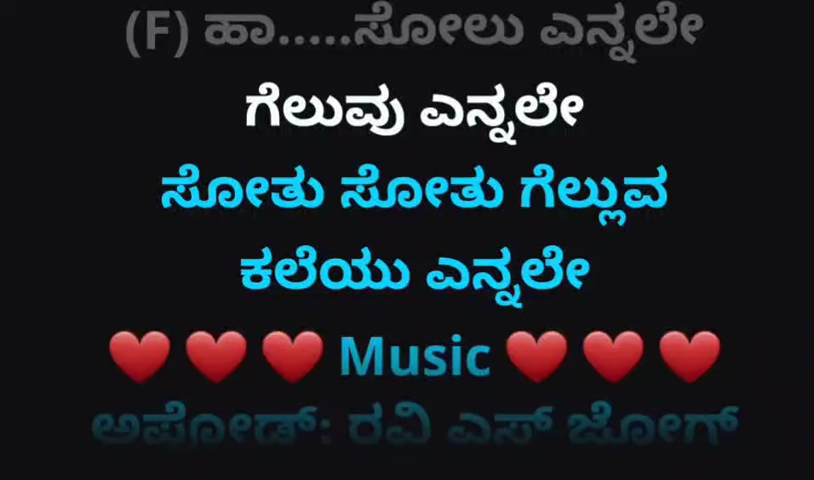 (F) ಹಾ.....ಸೋಲು ಎನ್ನಲೇ
ಗೆಲುವು ಎನ್ನಲೇ
ಸೋತು ಸೋತು ಗೆಲ್ಲುವ
ಕಲೆಯು ಎನ್ನಲೇ
❤️ ❤️ ❤️ Music ❤️ ❤️ ❤️
ಅಪೋಡ್: ರವಿ ಎಸ್ ಜೋಗ್